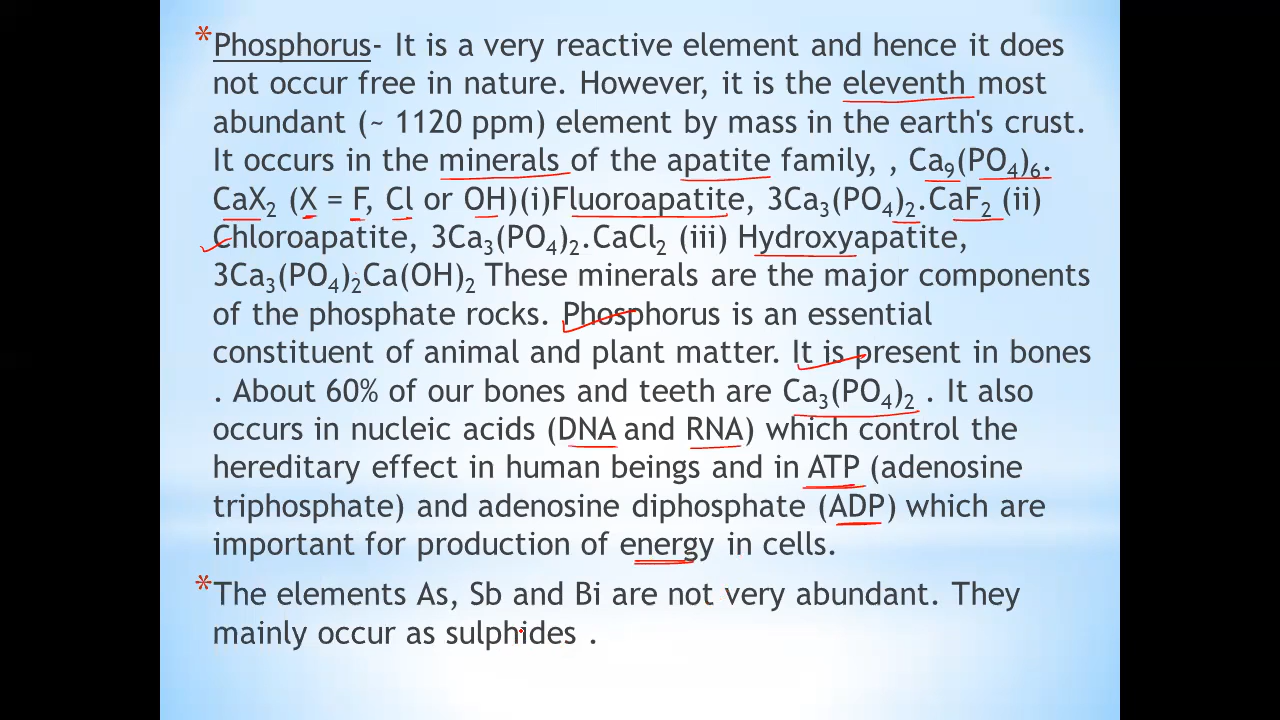 *Phosphorus- It is a very reactive element and hence it does
not occur free in nature. However, it is the eleventh most
abundant (~ 1120 ppm) element by mass in the earth's crust.
It occurs in the minerals of the apatite family, , Ca₉(PO₄)₆.
CaX₂ (X = F, Cl or OH)(i)Fluoroapatite, 3Ca₃(PO₄)₂.CaF₂ (ii)
Chloroapatite, 3Ca₃(PO₄)₂.CaCl₂ (iii) Hydroxyapatite,
3Ca₃(PO₄)₂Ca(OH)₂ These minerals are the major components
of the phosphate rocks. Phosphorus is an essential
constituent of animal and plant matter. It is present in bones
. About 60% of our bones and teeth are Ca₃(PO₄)₂ . It also
occurs in nucleic acids (DNA and RNA) which control the
hereditary effect in human beings and in ATP (adenosine
triphosphate) and adenosine diphosphate (ADP) which are
important for production of energy in cells.
*The elements As, Sb and Bi are not very abundant. They
mainly occur as sulphides .